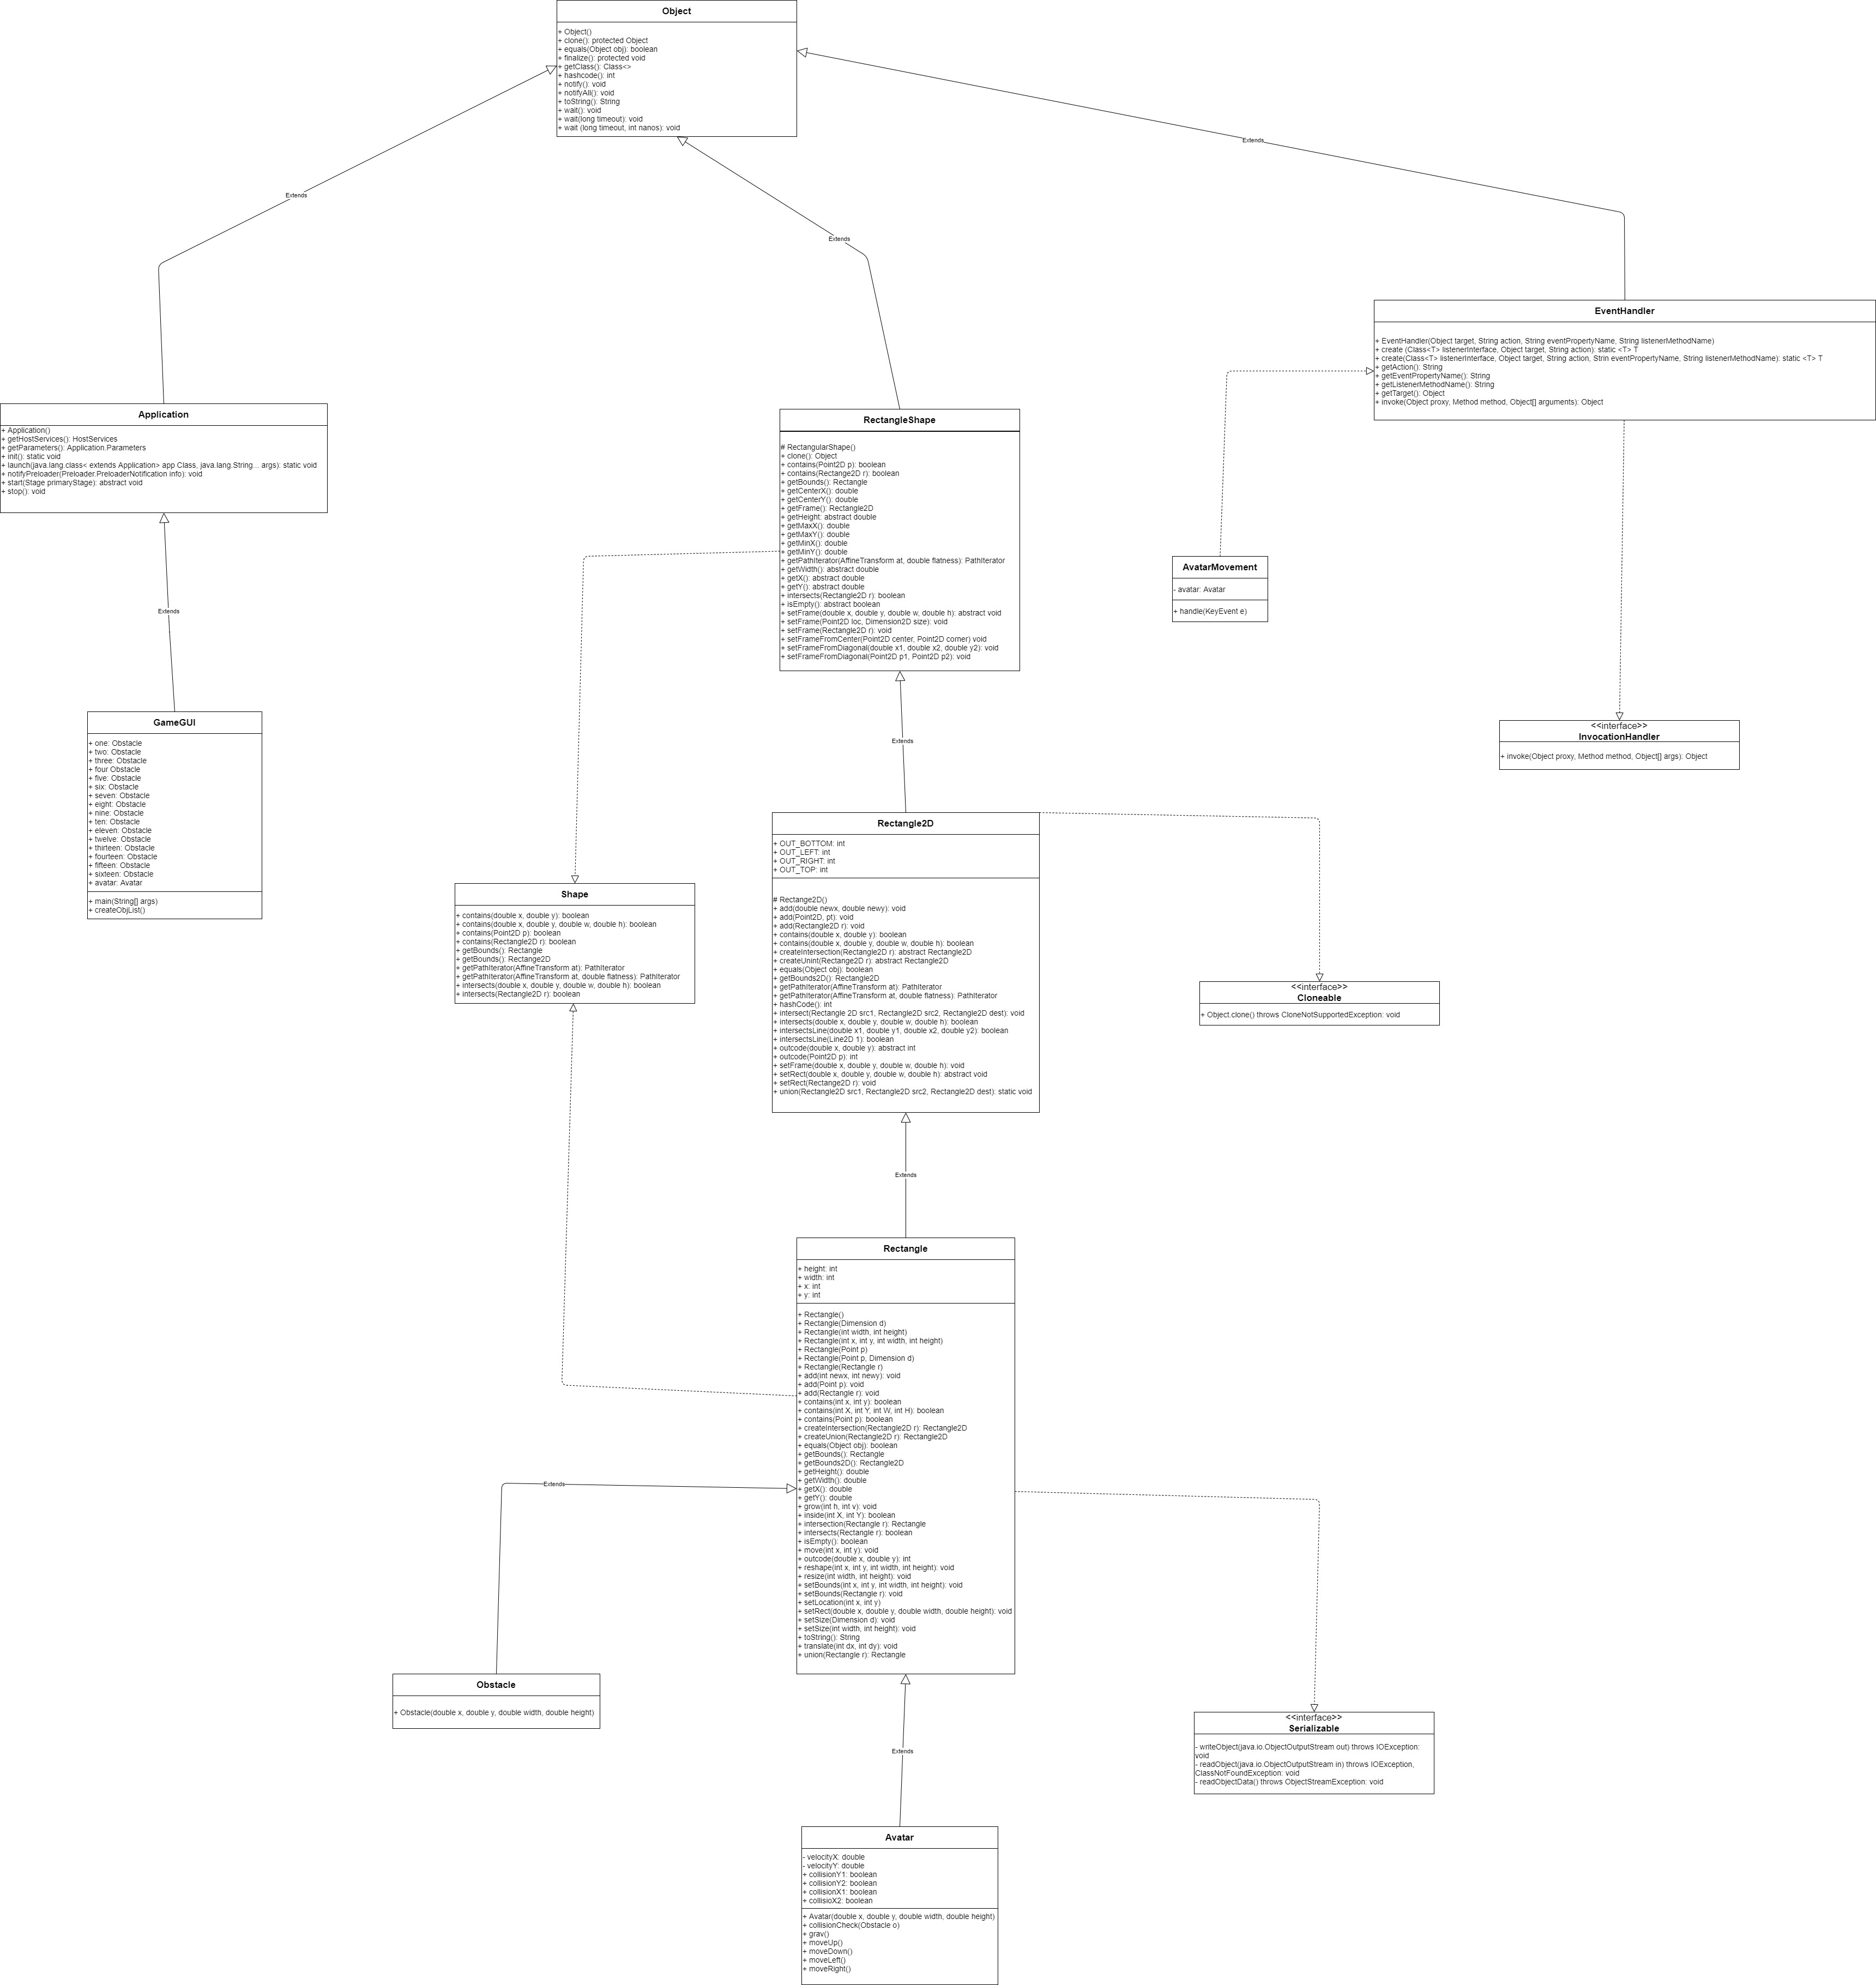 Object
+ Object()
+ clone(): protected Object
+ equals(Object obj): boolean
+ finalize(): protected void
+ getClass(): Class<>
+ hashcode(): int
+ notify(): void
+ notifyAll(): void
+ toString(): String
+ wait(): void
+ wait(long timeout): void
+ wait (long timeout, int nanos): void
Extends
Extends
Extends
EventHandler
+ EventHandler(Object target, String action, String eventPropertyName, String listenerMethodName)
+ create (Class<T> listenerInterface, Object target, String action): static <T> T
+ create(Class<T> listenerInterface, Object target, String action, Strin eventPropertyName, String listenerMethodName): static <T> T
+ getAction(): String
+ getEventPropertyName(): String
+ getListenerMethodName(): String
+ getTarget(): Object
+ invoke(Object proxy, Method method, Object[] arguments): Object
Application
+ Application()
+ getHostServices(): HostServices
+ getParameters(): Application.Parameters
+ init(): static void
+ launch(java.lang.class< extends Application> app Class, java.lang.String... args): static void
+ notifyPreloader(Preloader.PreloaderNotification info): void
+ start(Stage primaryStage): abstract void
+ stop(): void
RectangleShape
# RectangularShape()
+ clone(): Object
+ contains(Point2D p): boolean
+ contains(Rectange2D r): boolean
+ getBounds(): Rectangle
+ getCenterX(): double
+ getCenterY(): double
+ getFrame(): Rectangle2D
+ getHeight: abstract double
+ getMaxX(): double
+ getMaxY(): double
+ getMinX(): double
+ getMinY(): double
+ getPathIterator(AffineTransform at, double flatness): PathIterator
+ getWidth(): abstract double
+ getX(): abstract double
+ getY(): abstract double
+ intersects(Rectangle2D r): boolean
+ isEmpty(): abstract boolean
+ setFrame(double x, double y, double w, double h): abstract void
+ setFrame(Point2D loc, Dimension2D size): void
+ setFrame(Rectangle2D r): void
+ setFrameFromCenter(Point2D center, Point2D corner) void
+ setFrameFromDiagonal(double x1, double x2, double y2): void
+ setFrameFromDiagonal(Point2D p1, Point2D p2): void
AvatarMovement
- avatar: Avatar
+ handle(KeyEvent e)
Extends
GameGUI
+ one: Obstacle
+ two: Obstacle
+ three: Obstacle
+ four Obstacle
+ five: Obstacle
+ six: Obstacle
+ seven: Obstacle
+ eight: Obstacle
+ nine: Obstacle
+ ten: Obstacle
+ eleven: Obstacle
+ twelve: Obstacle
+ thirteen: Obstacle
+ fourteen: Obstacle
+ fifteen: Obstacle
+ sixteen: Obstacle
+ avatar: Avatar
+ main(String[] args)
+ createObjList()
<<interface>>
InvocationHandler
+ invoke(Object proxy, Method method, Object[] args): Object
Extends
Rectangle2D
+ OUT_BOTTOM: int
+ OUT_LEFT: int
+ OUT_RIGHT: int
+ OUT_TOP: int
# Rectange2D()
+ add(double newx, double newy): void
+ add(Point2D, pt): void
+ add(Rectangle2D r): void
+ contains(double x, double y): boolean
+ contains(double x, double y, double w, double h): boolean
+ createIntersection(Rectangle2D r): abstract Rectangle2D
+ createUnint(Rectange2D r): abstract Rectangle2D
+ equals(Object obj): boolean
+ getBounds2D(): Rectangle2D
+ getPathIterator(AffineTransform at): PathIterator
+ getPathIterator(AffineTransform at, double flatness): PathIterator
+ hashCode(): int
+ intersect(Rectangle 2D src1, Rectangle2D src2, Rectangle2D dest): void
+ intersects(double x, double y, double w, double h): boolean
+ intersectsLine(double x1, double y1, double x2, double y2): boolean
+ intersectsLine(Line2D 1): boolean
+ outcode(double x, double y): abstract int
+ outcode(Point2D p): int
+ setFrame(double x, double y, double w, double h): void
+ setRect(double x, double y, double w, double h): abstract void
+ setRect(Rectange2D r): void
+ union(Rectangle2D src1, Rectangle2D src2, Rectangle2D dest): static void
Shape
+ contains(double x, double y): boolean
+ contains(double x, double y, double w, double h): boolean
+ contains(Point2D p): boolean
+ contains(Rectangle2D r): boolean
+ getBounds(): Rectangle
+ getBounds(): Rectange2D
+ getPathIterator(AffineTransform at): PathIterator
+ getPathIterator(AffineTransform at, double flatness): PathIterator
+ intersects(double x, double y, double w, double h): boolean
+ intersects(Rectangle2D r): boolean
<<interface>>
Cloneable
+ Object.clone() throws CloneNotSupportedException: void
Extends
Rectangle
+ height: int
+ width: int
+ x: int
+ y: int
+ Rectangle()
+ Rectangle(Dimension d)
+ Rectangle(int width, int height)
+ Rectangle(int x, int y, int width, int height)
+ Rectangle(Point p)
+ Rectangle(Point p, Dimension d)
+ Rectangle(Rectangle r)
+ add(int newx, int newy): void
+ add(Point p): void
+ add(Rectangle r): void
+ contains(int x, int y): boolean
+ contains(int X, int Y, int W, int H): boolean
+ contains(Point p): boolean
+ createIntersection(Rectangle2D r): Rectangle2D
+ createUnion(Rectangle2D r): Rectangle2D
+ equals(Object obj): boolean
+ getBounds(): Rectangle
+ getBounds2D(): Rectangle2D
+ getHeight(): double
+ getWidth(): double
+ getX(): double
+ getY(): double
+ grow(int h, int v): void
+ inside(int X, int Y): boolean
+ intersection(Rectangle r): Rectangle
+ intersects(Rectangle r): boolean
+ isEmpty(): boolean
+ move(int x, int y): void
+ outcode(double x, double y): int
+ reshape(int x, int y, int width, int height): void
+ resize(int width, int height): void
+ setBounds(int x, int y, int width, int height): void
+ setBounds(Rectangle r): void
+ setLocation(int x, int y)
+ setRect(double x, double y, double width, double height): void
+ setSize(Dimension d): void
+ setSize(int width, int height): void
+ toString(): String
+ translate(int dx, int dy): void
+ union(Rectangle r): Rectangle
Extends
Obstacle
+ Obstacle(double x, double y, double width, double height)
<<interface>>
Serializable
- writeObject(java.io.ObjectOutputStream out) throws IOException:
void
- readObject(java.io.ObjectOutputStream in) throws IOException,
ClassNotFoundException: void
- readObjectData() throws ObjectStreamException: void
Extends
Avatar
- velocityX: double
- velocityY: double
+ collisionY1: boolean
+ collisionY2: boolean
+ collisionX1: boolean
+ collisioX2: boolean
+ Avatar(double x, double y, double width, double height)
+ collisionCheck(Obstacle o)
+ grav()
+ moveUp()
+ moveDown()
+ moveLeft()
+ moveRight()